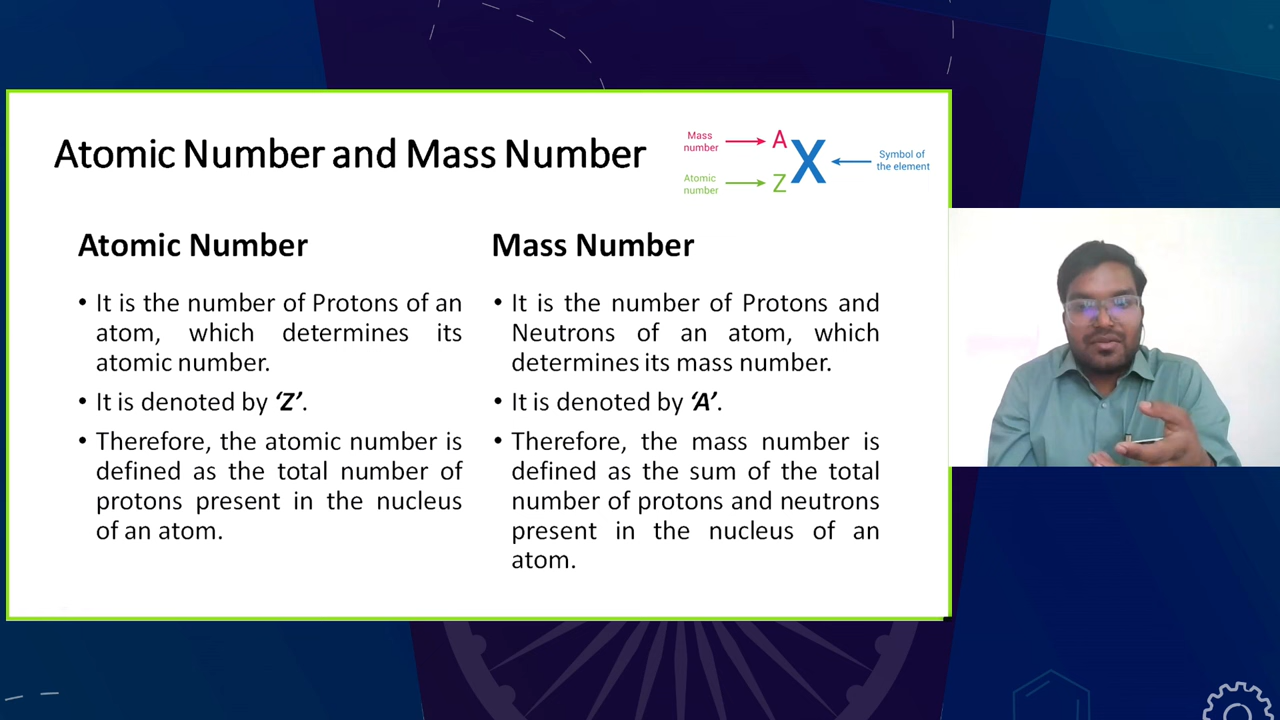 Atomic Number and Mass Number
Mass
number
A
X
Symbol of
the element
Atomic
number
Z
Atomic Number
• It is the number of Protons of an
atom, which determines its
atomic number.
• It is denoted by ‘Z’.
• Therefore, the atomic number is
defined as the total number of
protons present in the nucleus
of an atom.
Mass Number
• It is the number of Protons and
Neutrons of an atom, which
determines its mass number.
• It is denoted by ‘A’.
• Therefore, the mass number is
defined as the sum of the total
number of protons and neutrons
present in the nucleus of an
atom.